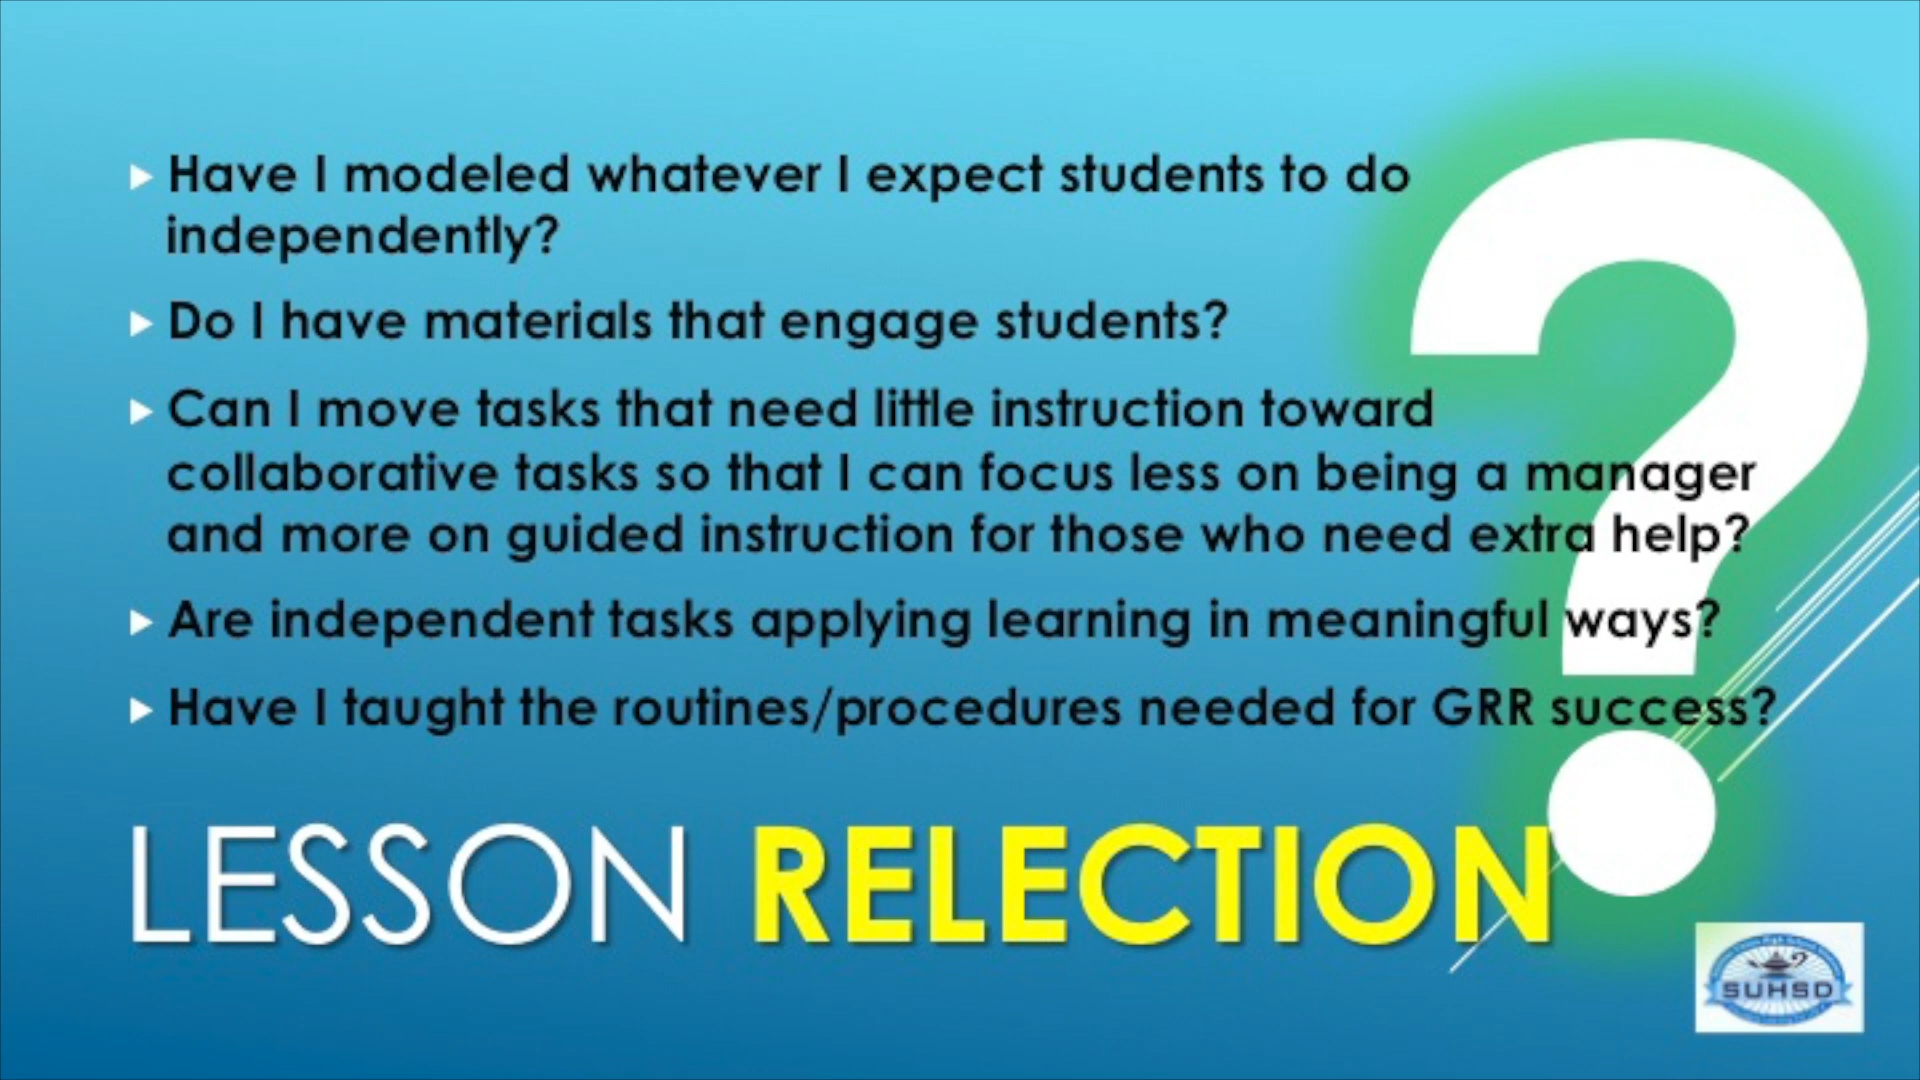 Have I modeled whatever I expect students to do
independently?
Do I have materials that engage students?
Can I move tasks that need little instruction toward
collaborative tasks so that I can focus less on being a manager
and more on guided instruction for those who need extra help?
Are independent tasks applying learning in meaningful ways?
Have I taught the routines/procedures needed for GRR success?
LESSON RELECTION
?
SUHSD